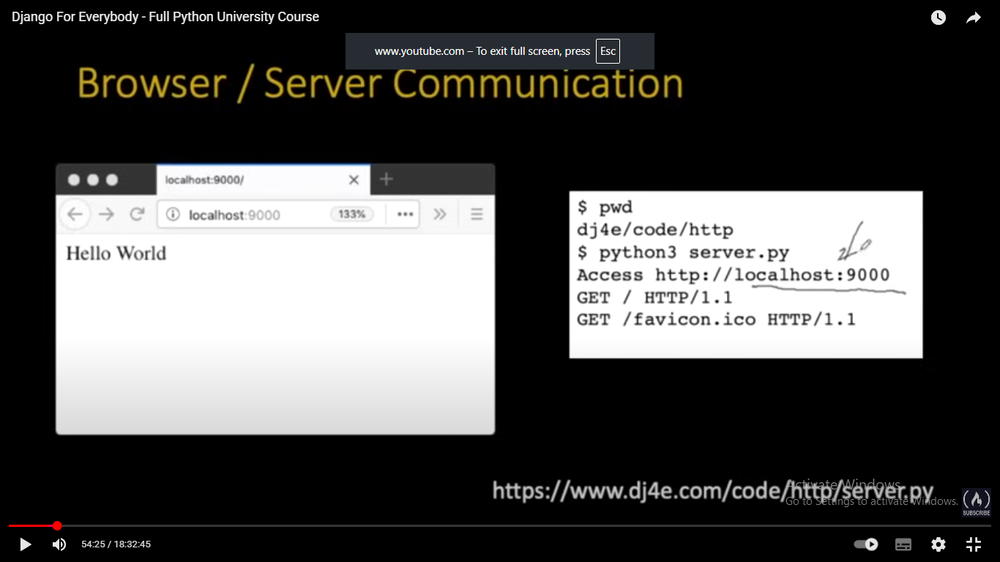 Django For Everybody - Full Python University Course
www.youtube.com – To exit full screen, press Esc
Browser / Server Communication
localhost:9000/
localhost:9000 133%
Hello World
$ pwd
dj4e/code/http
$ python3 server.py
Access http://localhost:9000
GET / HTTP/1.1
GET /favicon.ico HTTP/1.1
https://www.dj4e.com/code/http/server.py
Activate Windows
Go to Settings to activate Windows.
SUBSCRIBE
54:25 / 18:32:45